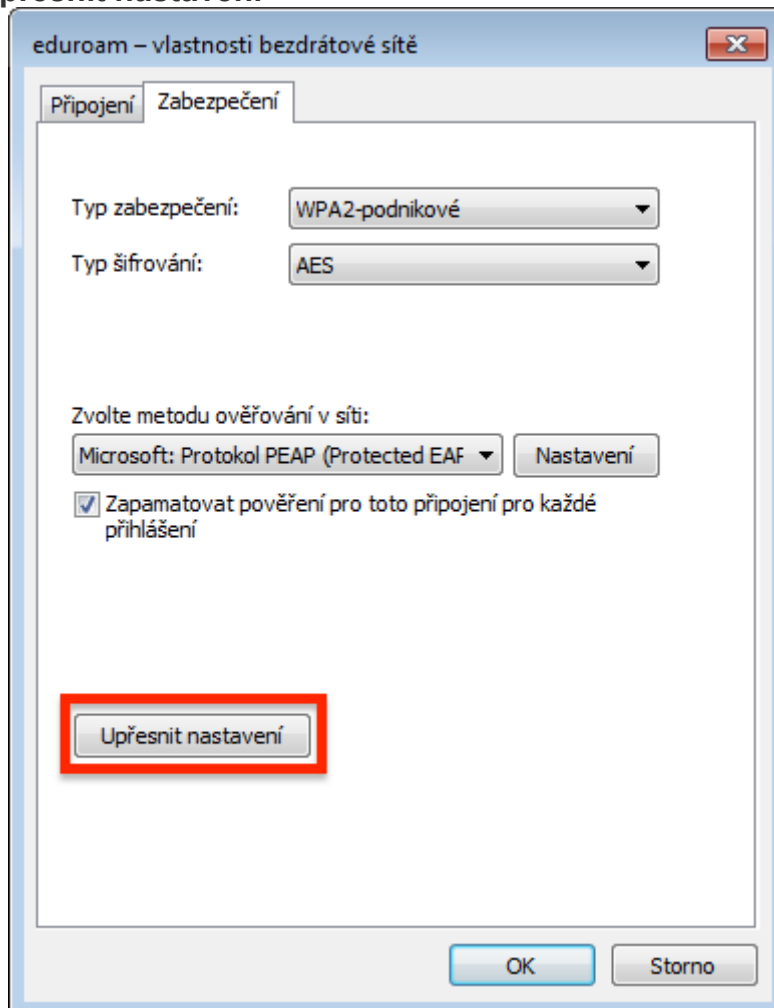 eduroam – vlastnosti bezdrátové sítě
Připojení Zabezpečení
Typ zabezpečení: WPA2-podnikové
Typ šifrování: AES
Zvolte metodu ověřování v síti:
Microsoft: Protokol PEAP (Protected EAP Nastavení
Zapamatovat pověření pro toto připojení pro každé
přihlášení
Upřesnit nastavení
OK Storno